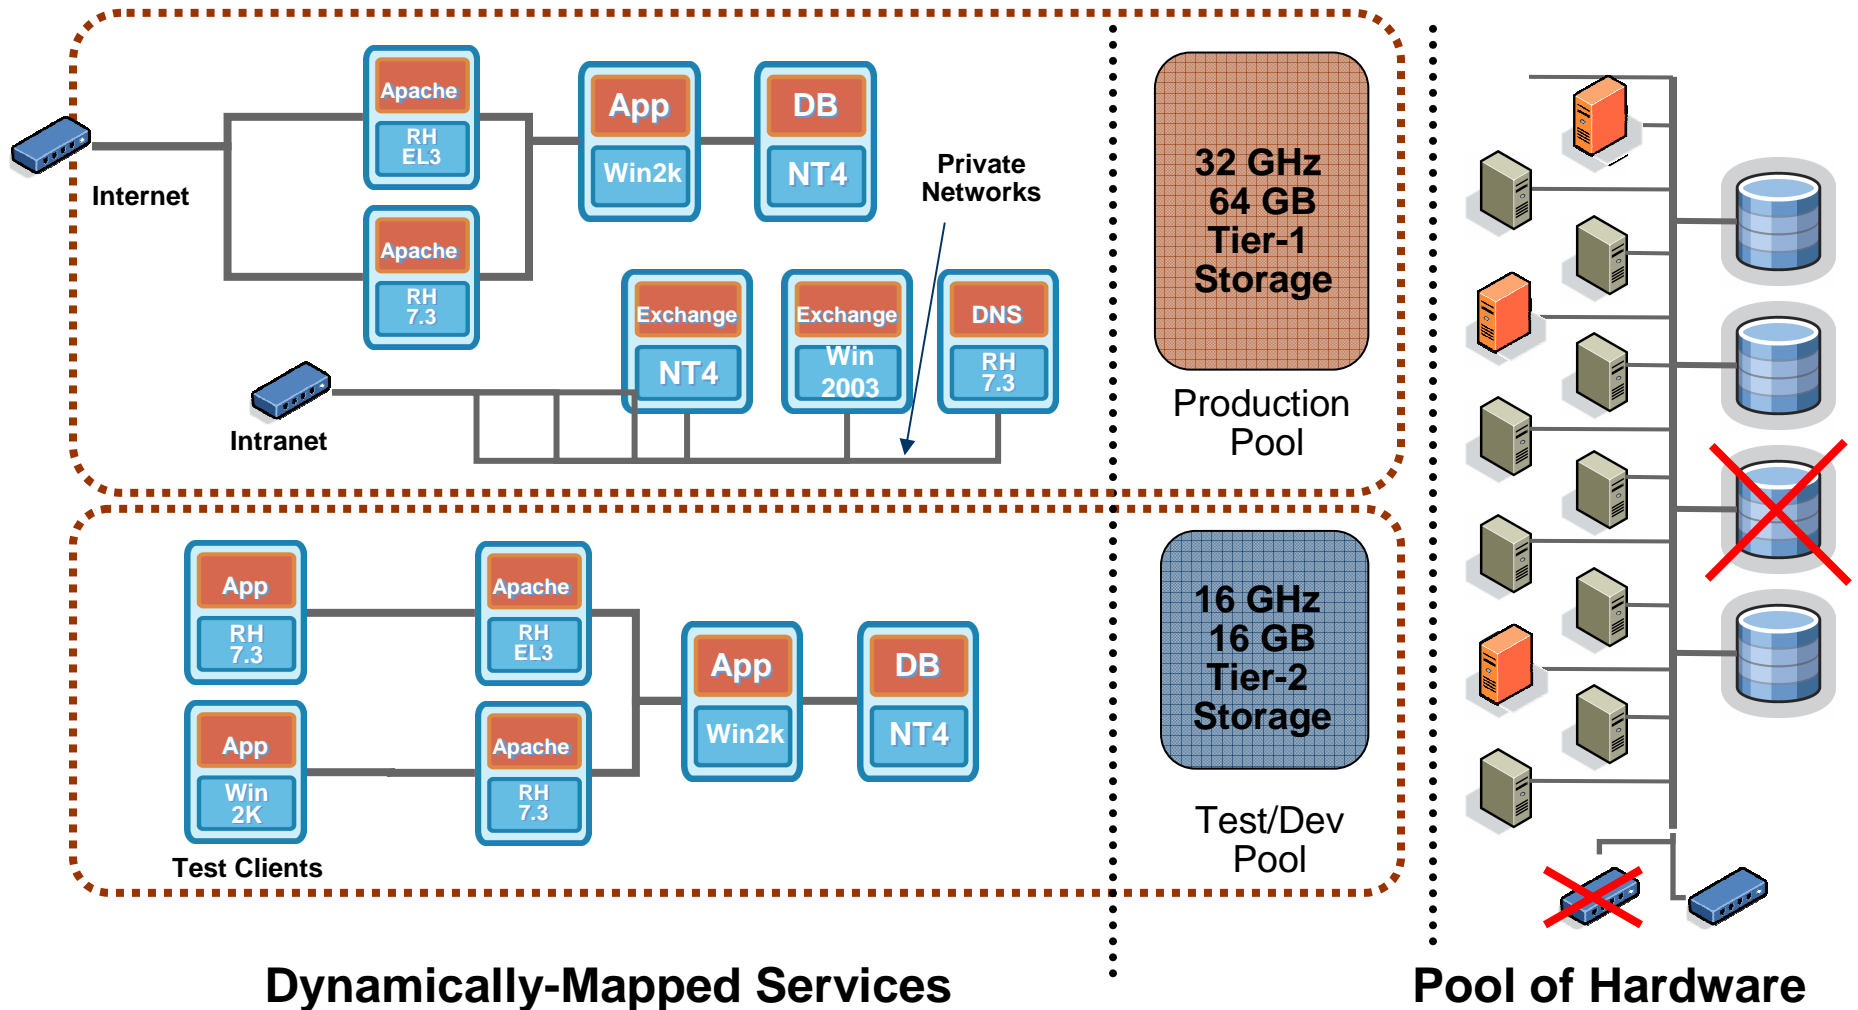 Apache
RH
EL3
App
Win2k
DB
NT4
Internet
Private
Networks
Apache
RH
7.3
Exchange
NT4
Exchange
Win
2003
DNS
RH
7.3
Intranet
32 GHz
64 GB
Tier-1
Storage
Production
Pool
App
RH
7.3
Apache
RH
EL3
App
Win2k
DB
NT4
App
Win
2K
Apache
RH
7.3
Test Clients
16 GHz
16 GB
Tier-2
Storage
Test/Dev
Pool
Dynamically-Mapped Services
Pool of Hardware